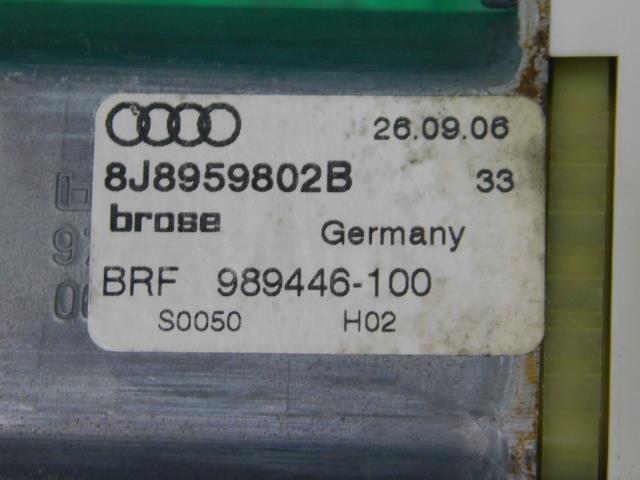 26.09.06
8J8959802B 33
brose Germany
BRF 989446-100
S0050 H02